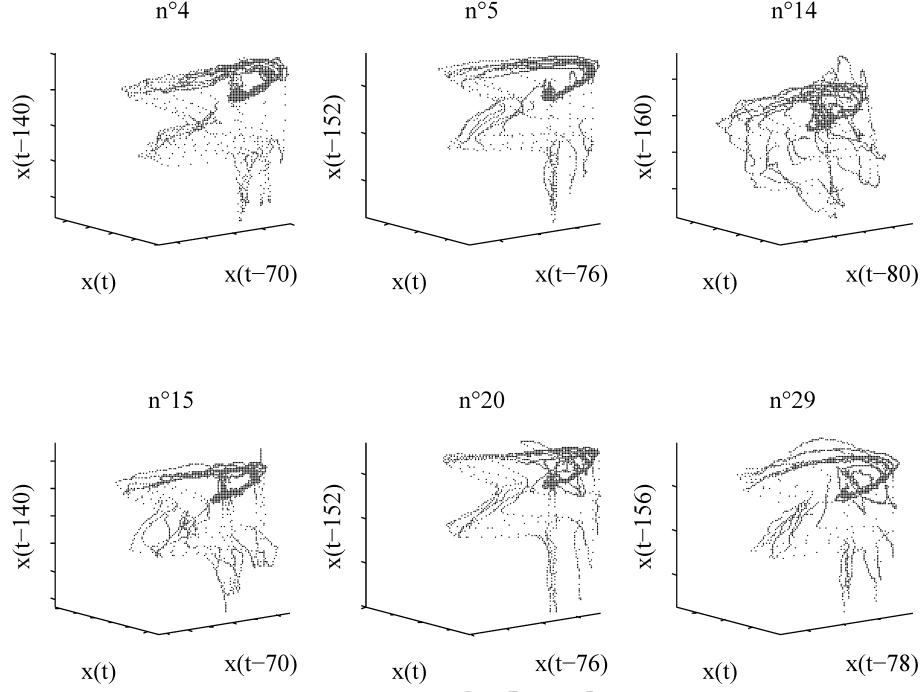 n°4
n°5
n°14
x(t−140)
x(t)
x(t−70)
x(t−152)
x(t)
x(t−76)
x(t−160)
x(t)
x(t−80)
n°15
n°20
n°29
x(t−140)
x(t)
x(t−70)
x(t−152)
x(t)
x(t−76)
x(t−156)
x(t)
x(t−78)